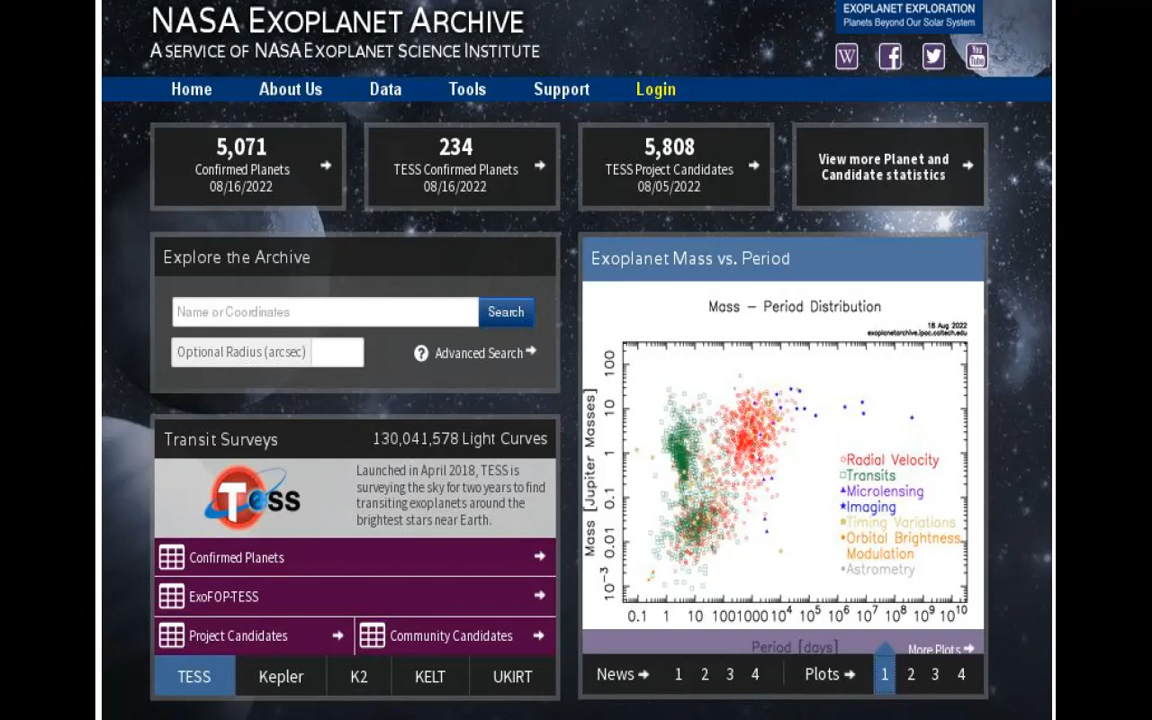 NASA EXOPLANET ARCHIVE
A SERVICE OF NASA EXOPLANET SCIENCE INSTITUTE
EXOPLANET EXPLORATION
Planets Beyond Our Solar System
W
f
You
Tube
Home About Us Data Tools Support Login
5,071
Confirmed Planets
08/16/2022
234
TESS Confirmed Planets
08/16/2022
5,808
TESS Project Candidates
08/05/2022
View more Planet and
Candidate statistics
Explore the Archive
Name or Coordinates
Search
Optional Radius (arcsec)
? Advanced Search
Transit Surveys 130,041,578 Light Curves
TESS
Launched in April 2018, TESS is
surveying the sky for two years to find
transiting exoplanets around the
brightest stars near Earth.
Confirmed Planets
ExoFOP-TESS
Project Candidates Community Candidates
TESS Kepler K2 KELT UKIRT
Exoplanet Mass vs. Period
Mass – Period Distribution
18 Aug 2022
exoplanetarchive.ipac.caltech.edu
Mass [Jupiter Masses]
100
10
1
0.1
0.01
10⁻³
Radial Velocity
Transits
Microlensing
Imaging
Timing Variations
Orbital Brightness
Modulation
Astrometry
0.1 1 10 100 1000 10⁴ 10⁵ 10⁶ 10⁷ 10⁸ 10⁹ 10¹⁰
Period [days]
More Plots
News 1 2 3 4 Plots 1 2 3 4